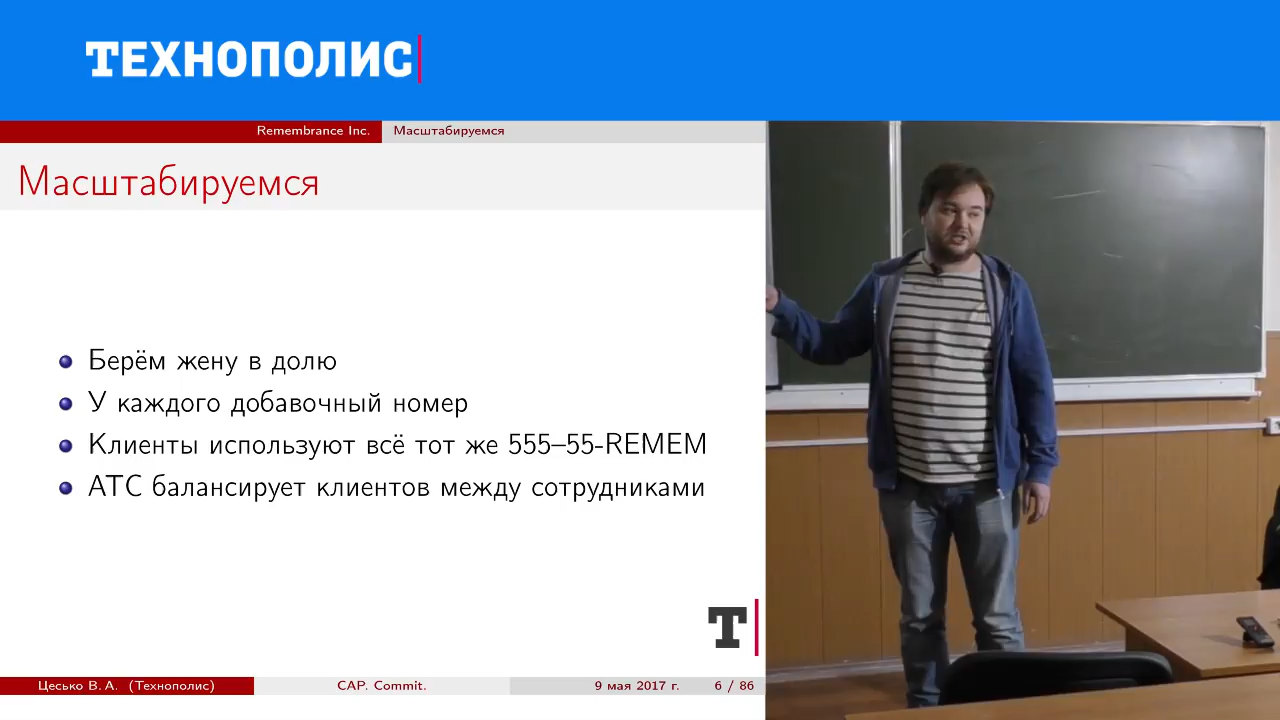 ТЕХНОПОЛИС
Remembrance Inc. Масштабируемся
Масштабируемся
Берём жену в долю
У каждого добавочный номер
Клиенты используют всё тот же 555–55-REMEM
АТС балансирует клиентов между сотрудниками
Т
Цесько В. А. (Технополис) CAP. Commit. 9 мая 2017 г. 6 / 86